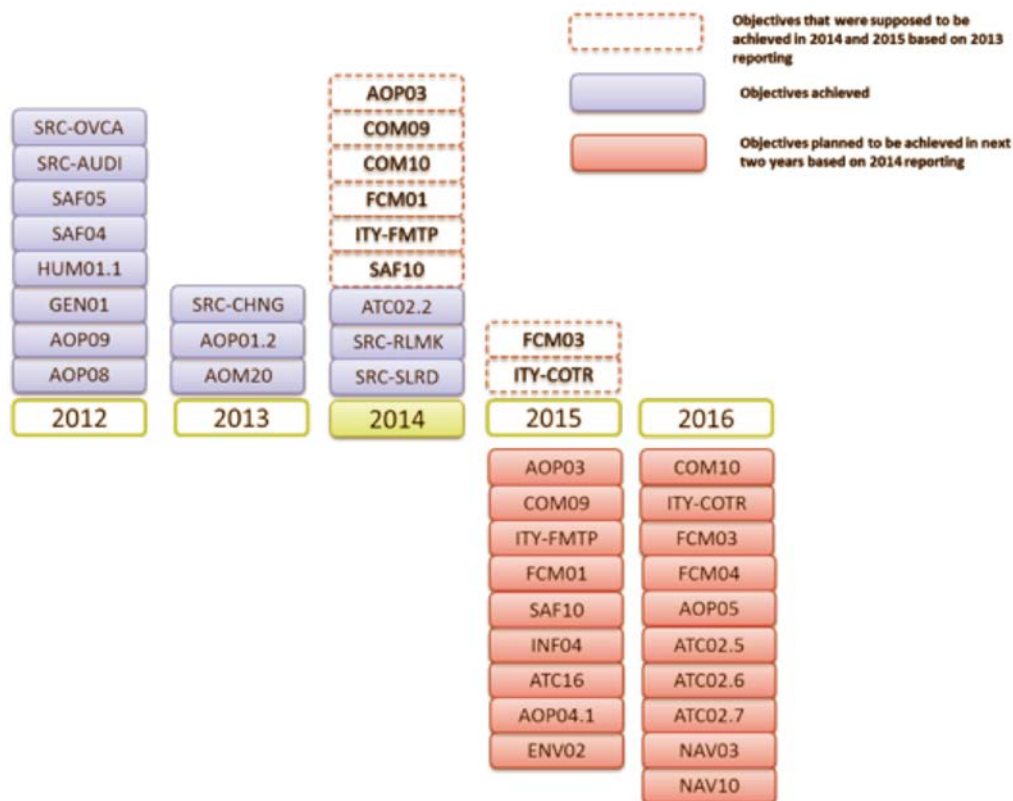 Objectives that were supposed to be
achieved in 2014 and 2015 based on 2013
reporting
Objectives achieved
Objectives planned to be achieved in next
two years based on 2014 reporting
SRC-OVCA
SRC-AUDI
SAF05
SAF04
HUM01.1
GEN01
AOP09
AOP08
2012
SRC-CHNG
AOP01.2
AOM20
2013
AOP03
COM09
COM10
FCM01
ITY-FMTP
SAF10
ATC02.2
SRC-RLMK
SRC-SLRD
2014
FCM03
ITY-COTR
2015
AOP03
COM09
ITY-FMTP
FCM01
SAF10
INF04
ATC16
AOP04.1
ENV02
2016
COM10
ITY-COTR
FCM03
FCM04
AOP05
ATC02.5
ATC02.6
ATC02.7
NAV03
NAV10